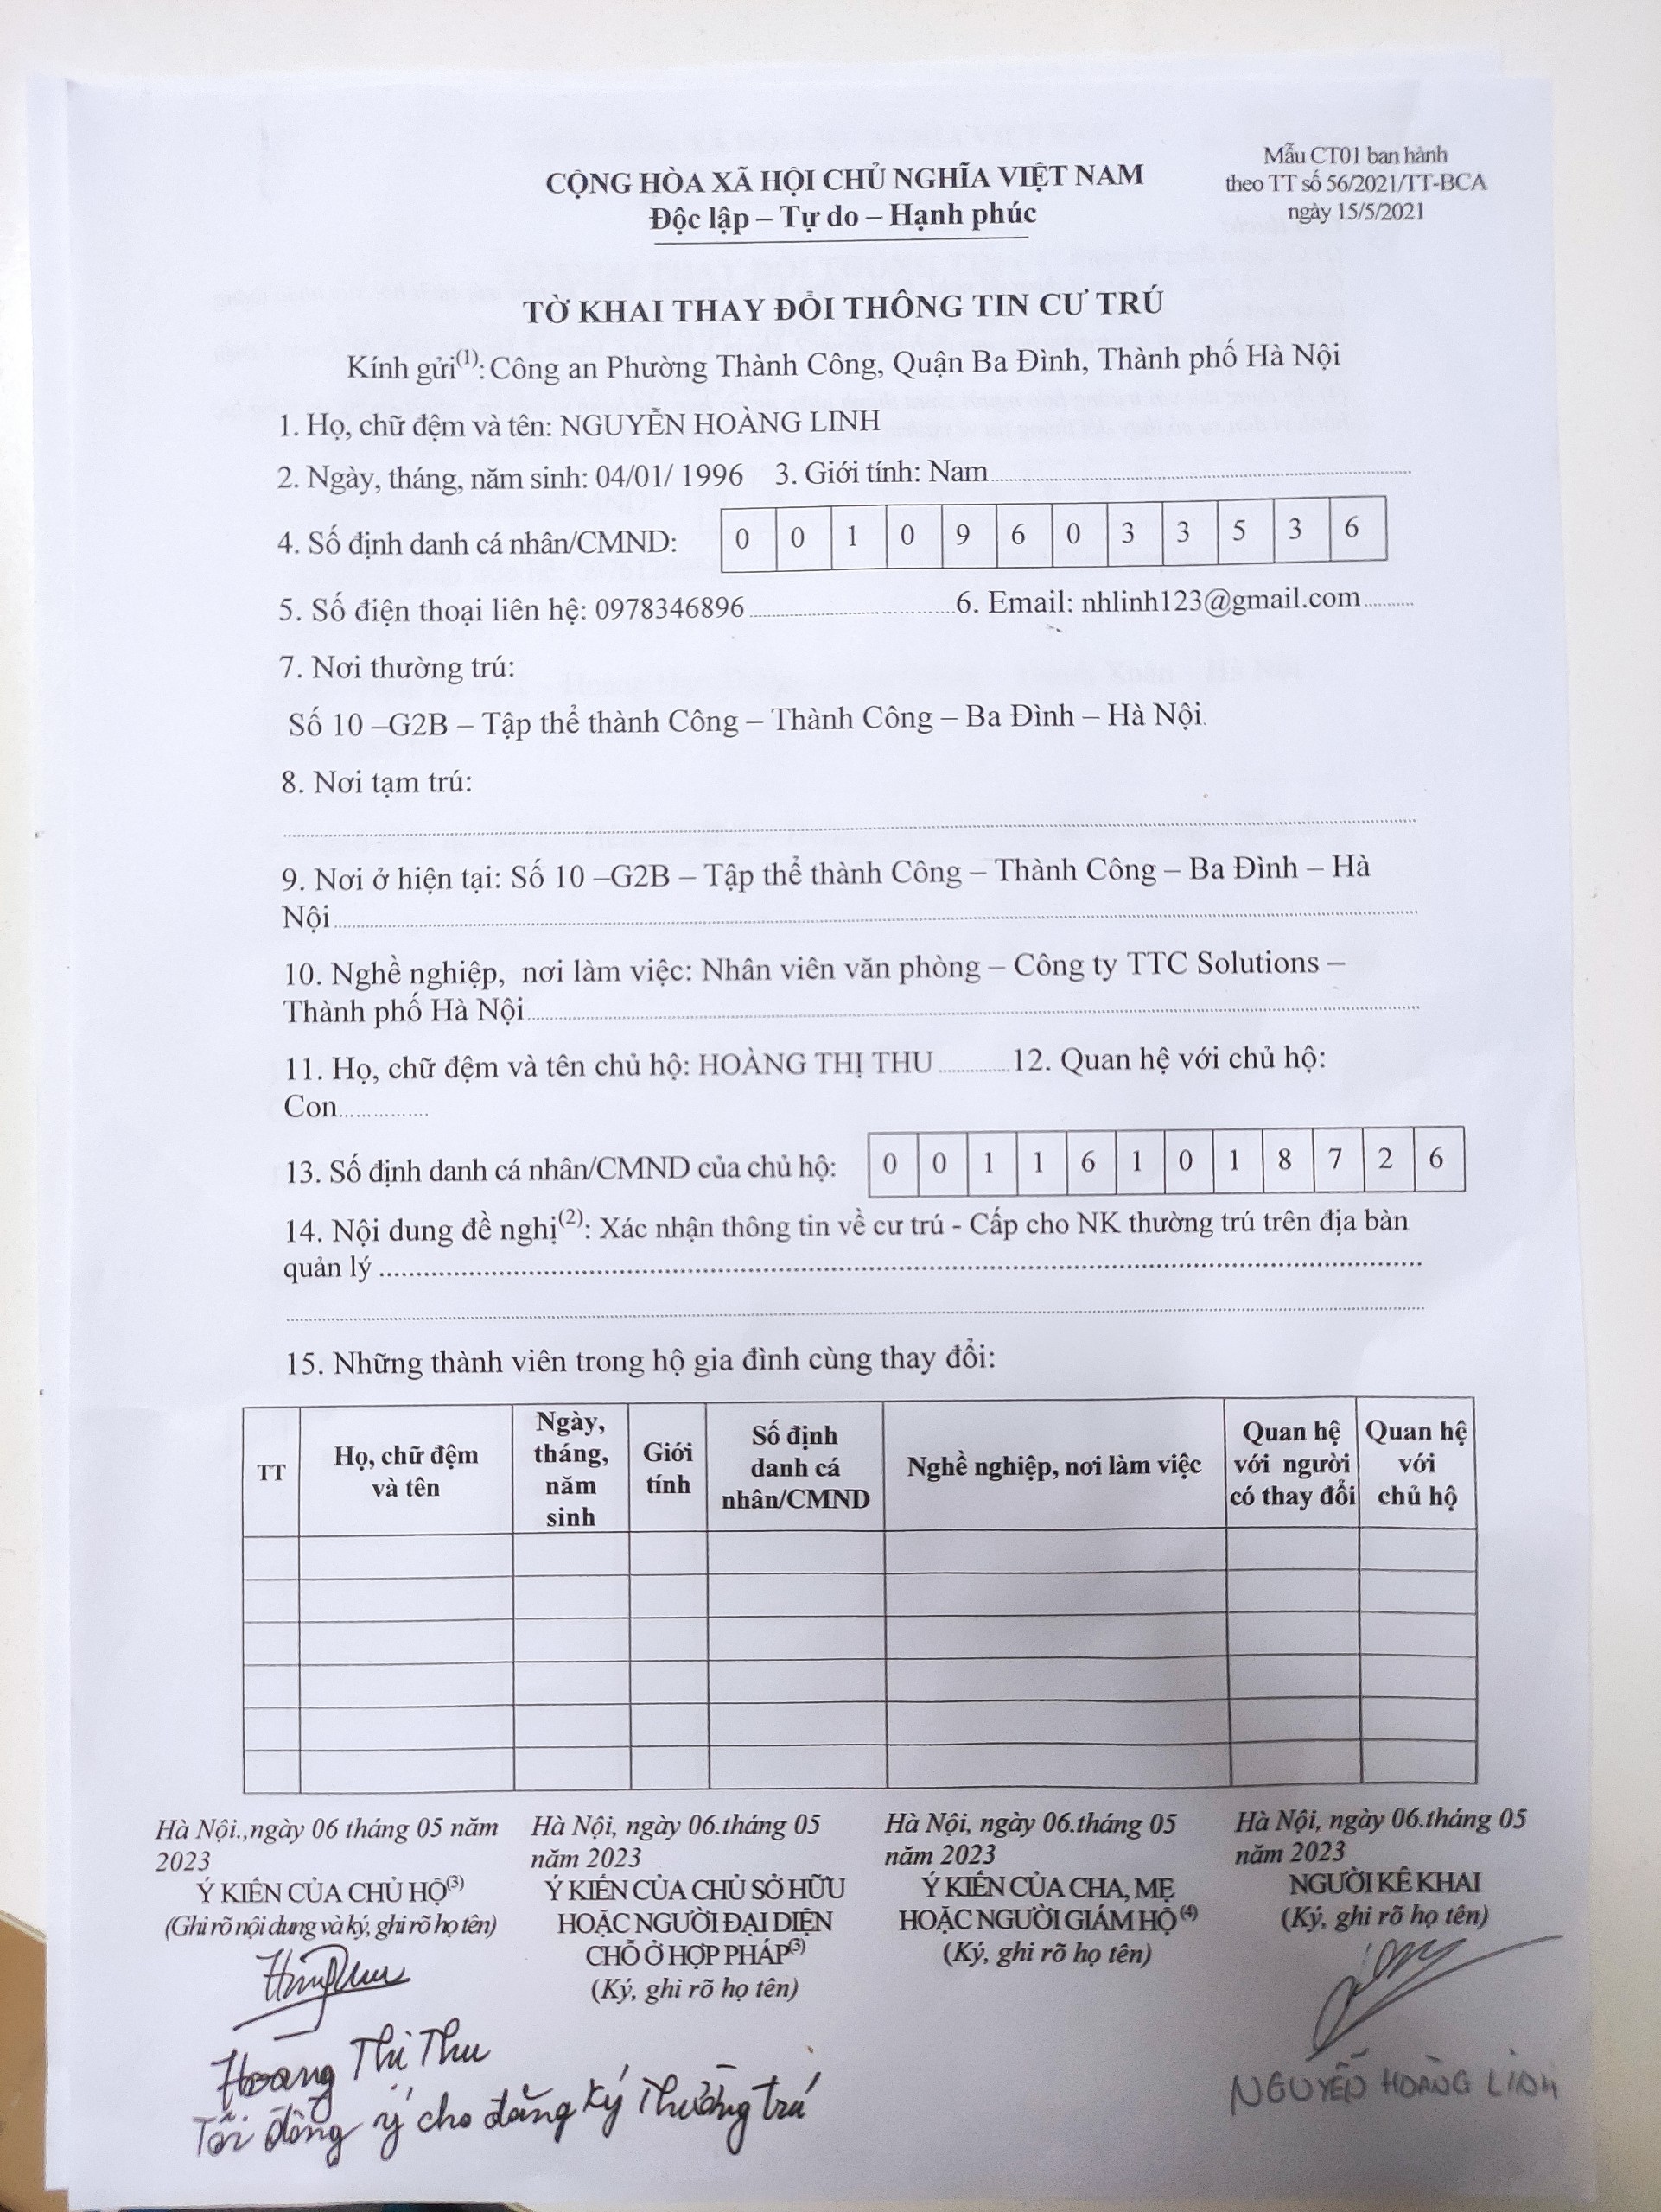 Mẫu CT01 ban hành
theo TT số 56/2021/TT-BCA
ngày 15/5/2021
CỘNG HÒA XÃ HỘI CHỦ NGHĨA VIỆT NAM
Độc lập – Tự do – Hạnh phúc
TỜ KHAI THAY ĐỔI THÔNG TIN CƯ TRÚ
Kính gửi(1): Công an Phường Thành Công, Quận Ba Đình, Thành phố Hà Nội
1. Họ, chữ đệm và tên: NGUYỄN HOÀNG LINH
2. Ngày, tháng, năm sinh: 04/01/ 1996 3. Giới tính: Nam
4. Số định danh cá nhân/CMND: 0 0 1 0 9 6 0 3 3 5 3 6
5. Số điện thoại liên hệ: 0978346896 6. Email: nhlinh123@gmail.com
7. Nơi thường trú:
Số 10 –G2B – Tập thể thành Công – Thành Công – Ba Đình – Hà Nội.
8. Nơi tạm trú:
9. Nơi ở hiện tại: Số 10 –G2B – Tập thể thành Công – Thành Công – Ba Đình – Hà
Nội
10. Nghề nghiệp, nơi làm việc: Nhân viên văn phòng – Công ty TTC Solutions –
Thành phố Hà Nội
11. Họ, chữ đệm và tên chủ hộ: HOÀNG THỊ THU 12. Quan hệ với chủ hộ:
Con
13. Số định danh cá nhân/CMND của chủ hộ: 0 0 1 1 6 1 0 1 8 7 2 6
14. Nội dung đề nghị(2): Xác nhận thông tin về cư trú - Cấp cho NK thường trú trên địa bàn
quản lý
15. Những thành viên trong hộ gia đình cùng thay đổi:
TT
Họ, chữ đệm
và tên
Ngày,
tháng,
năm
sinh
Giới
tính
Số định
danh cá
nhân/CMND
Nghề nghiệp, nơi làm việc
Quan hệ
với người
có thay đổi
Quan hệ
với
chủ hộ
Hà Nội.,ngày 06 tháng 05 năm
2023
Ý KIẾN CỦA CHỦ HỘ(3)
(Ghi rõ nội dung và ký, ghi rõ họ tên)
Hoàng Thị Thu
Tôi đồng ý cho đăng ký Thường trú
Hà Nội, ngày 06.tháng 05
năm 2023
Ý KIẾN CỦA CHỦ SỞ HỮU
HOẶC NGƯỜI ĐẠI DIỆN
CHỖ Ở HỢP PHÁP(3)
(Ký, ghi rõ họ tên)
Hà Nội, ngày 06.tháng 05
năm 2023
Ý KIẾN CỦA CHA, MẸ
HOẶC NGƯỜI GIÁM HỘ(4)
(Ký, ghi rõ họ tên)
Hà Nội, ngày 06.tháng 05
năm 2023
NGƯỜI KÊ KHAI
(Ký, ghi rõ họ tên)
NGUYỄN HOÀNG LINH